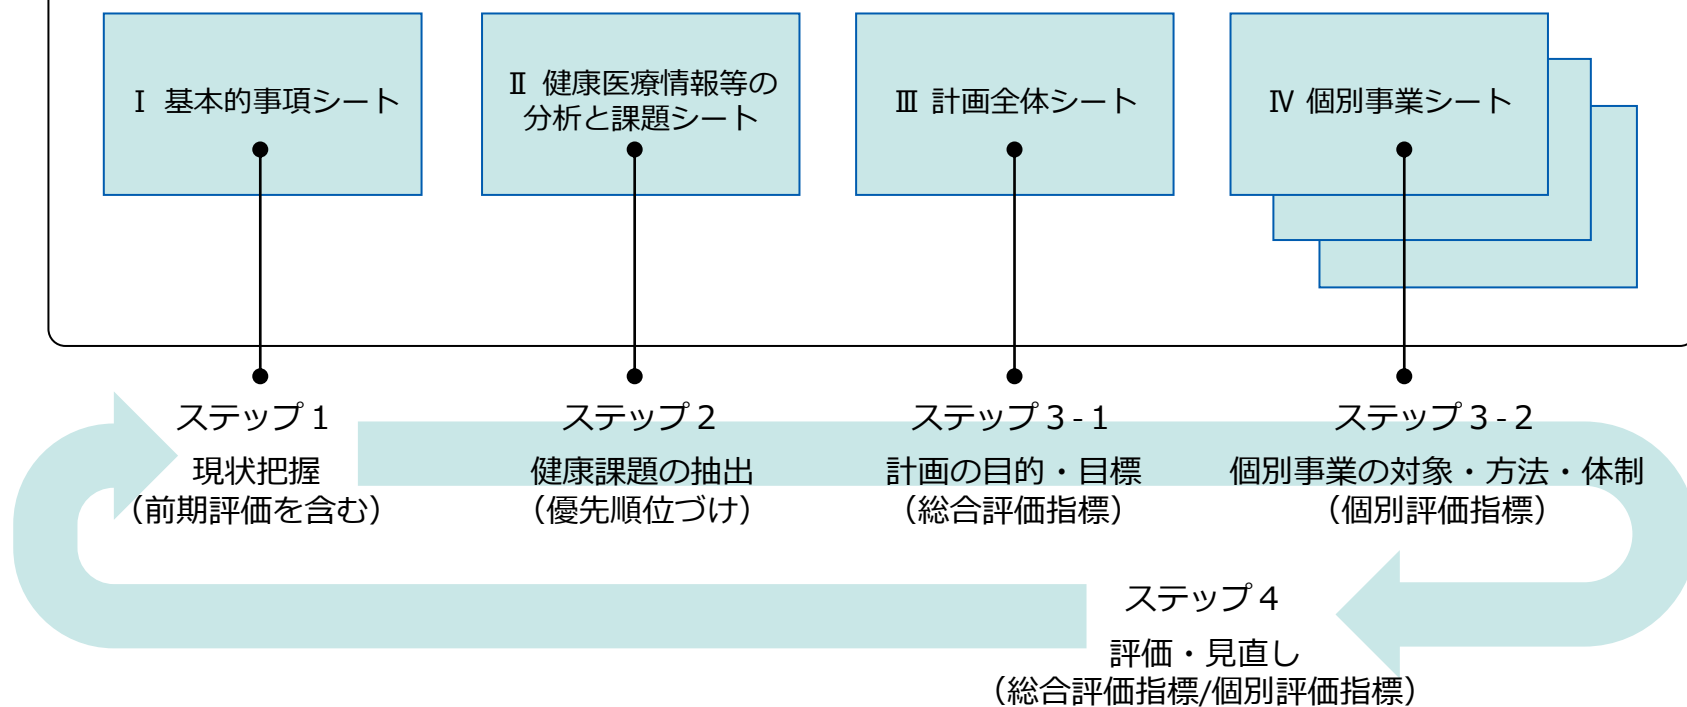 Ⅰ 基本的事項シート
Ⅱ 健康医療情報等の
分析と課題シート
Ⅲ 計画全体シート
Ⅳ 個別事業シート
ステップ1
現状把握
（前期評価を含む）
ステップ2
健康課題の抽出
（優先順位づけ）
ステップ3-1
計画の目的・目標
（総合評価指標）
ステップ3-2
個別事業の対象・方法・体制
（個別評価指標）
ステップ4
評価・見直し
（総合評価指標/個別評価指標）